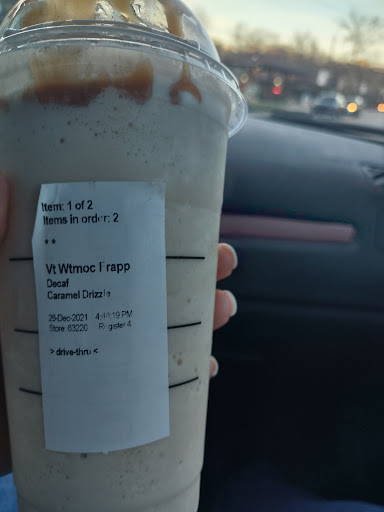 Item: 1 of 2
Items in order: 2
* *
Vt Wtmoc Frapp
Decaf
Caramel Drizzle
28-Dec-2021 PM
Store: 63220 Register 4
> drive-thru <